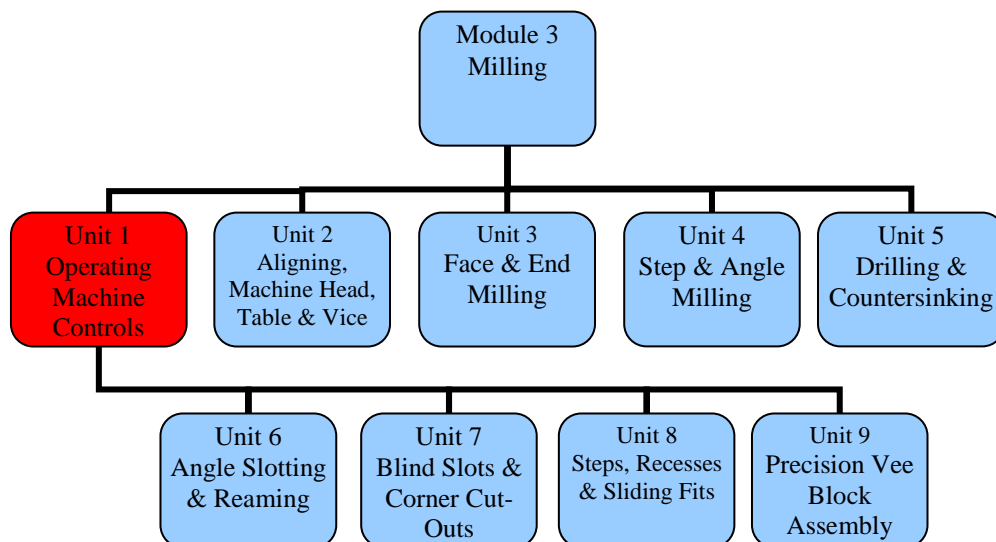 Module 3
Milling
Unit 1
Operating
Machine
Controls
Unit 2
Aligning,
Machine Head,
Table & Vice
Unit 3
Face & End
Milling
Unit 4
Step & Angle
Milling
Unit 5
Drilling &
Countersinking
Unit 6
Angle Slotting
& Reaming
Unit 7
Blind Slots &
Corner Cut-
Outs
Unit 8
Steps, Recesses
& Sliding Fits
Unit 9
Precision Vee
Block
Assembly